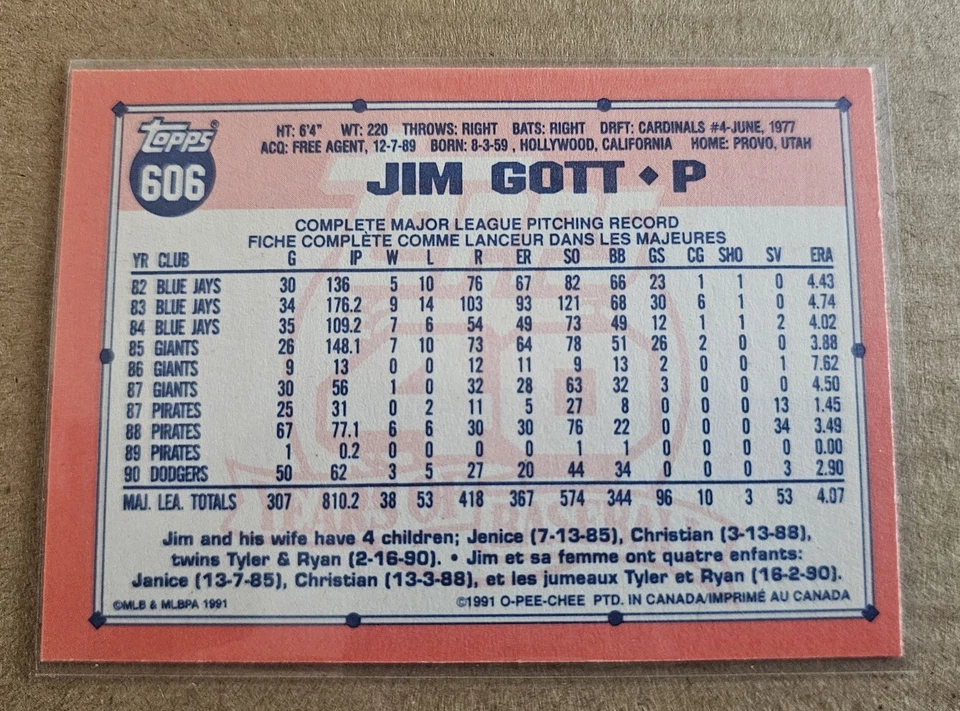 Topps®
606
HT: 6'4" WT: 220 THROWS: RIGHT BATS: RIGHT DRFT: CARDINALS #4-JUNE, 1977
ACQ: FREE AGENT, 12-7-89 BORN: 8-3-59 , HOLLYWOOD, CALIFORNIA HOME: PROVO, UTAH
JIM GOTT ◆ P
COMPLETE MAJOR LEAGUE PITCHING RECORD
FICHE COMPLÈTE COMME LANCEUR DANS LES MAJEURES
YR CLUB G IP W L R ER SO BB GS CG SHO SV ERA
82 BLUE JAYS 30 136 5 10 76 67 82 66 23 1 1 0 4.43
83 BLUE JAYS 34 176.2 9 14 103 93 121 68 30 6 1 0 4.74
84 BLUE JAYS 35 109.2 7 6 54 49 73 49 12 1 1 2 4.02
85 GIANTS 26 148.1 7 10 73 64 78 51 26 2 0 0 3.88
86 GIANTS 9 13 0 0 12 11 9 13 2 0 0 1 7.62
87 GIANTS 30 56 1 0 32 28 63 32 3 0 0 0 4.50
87 PIRATES 25 31 0 2 11 5 27 8 0 0 0 13 1.45
88 PIRATES 67 77.1 6 6 30 30 76 22 0 0 0 34 3.49
89 PIRATES 1 0.2 0 0 0 0 1 1 0 0 0 0 0.00
90 DODGERS 50 62 3 5 27 20 44 34 0 0 0 3 2.90
MAJ. LEA. TOTALS 307 810.2 38 53 418 367 574 344 96 10 3 53 4.07
Jim and his wife have 4 children; Jenice (7-13-85), Christian (3-13-88),
twins Tyler & Ryan (2-16-90). • Jim et sa femme ont quatre enfants:
Janice (13-7-85), Christian (13-3-88), et les jumeaux Tyler et Ryan (16-2-90).
©MLB & MLBPA 1991 ©1991 O-PEE-CHEE PTD. IN CANADA/IMPRIMÉ AU CANADA